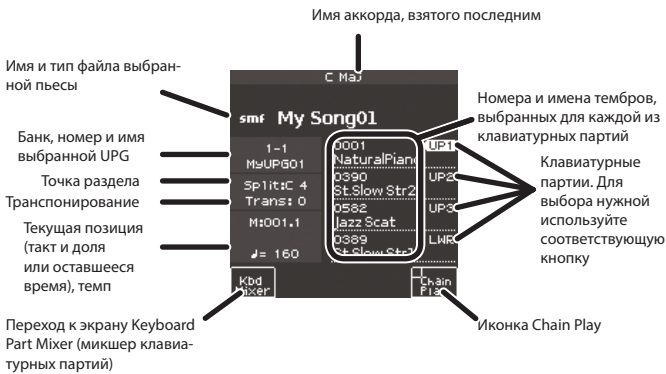 Имя аккорда, взятого последним
Имя и тип файла выбран-
ной пьесы
Банк, номер и имя
выбранной UPG
Точка раздела
Транспонирование
Текущая позиция
(такт и доля
или оставшееся
время), темп
Переход к экрану Keyboard
Part Mixer (микшер клавиа-
турных партий)
C Maj
smf My Song01
1-1
MyUPG01
Split:C 4
Trans: 0
M:001.1
♩= 160
Kbd
Mixer
0001
NaturalPiano
UP1
0390
St.Slow Str2
UP2
0582
Jazz Scat
UP3
0389
St.Slow Str1
LWR
Chain
Play
Номера и имена тембров,
выбранных для каждой из
клавиатурных партий
Клавиатурные
партии. Для
выбора нужной
используйте
соответствующую
кнопку
Иконка Chain Play